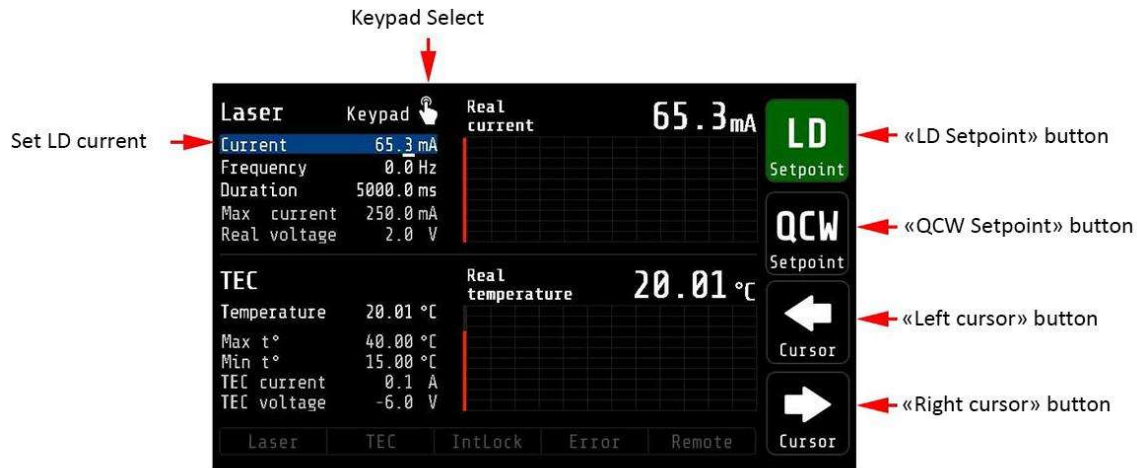 Keypad Select
Laser Keypad
Real current 65.3 mA
LD Setpoint
Set LD current
Current 65.3 mA
Frequency 0.0 Hz
Duration 5000.0 ms
Max current 250.0 mA
Real voltage 2.0 V
«LD Setpoint» button
QCW Setpoint
«QCW Setpoint» button
TEC
Real temperature 20.01 °C
Temperature 20.01 °C
Max t° 40.00 °C
Min t° 15.00 °C
TEC current 0.1 A
TEC voltage -6.0 V
Cursor
«Left cursor» button
Cursor
«Right cursor» button
Laser TEC IntLock Error Remote